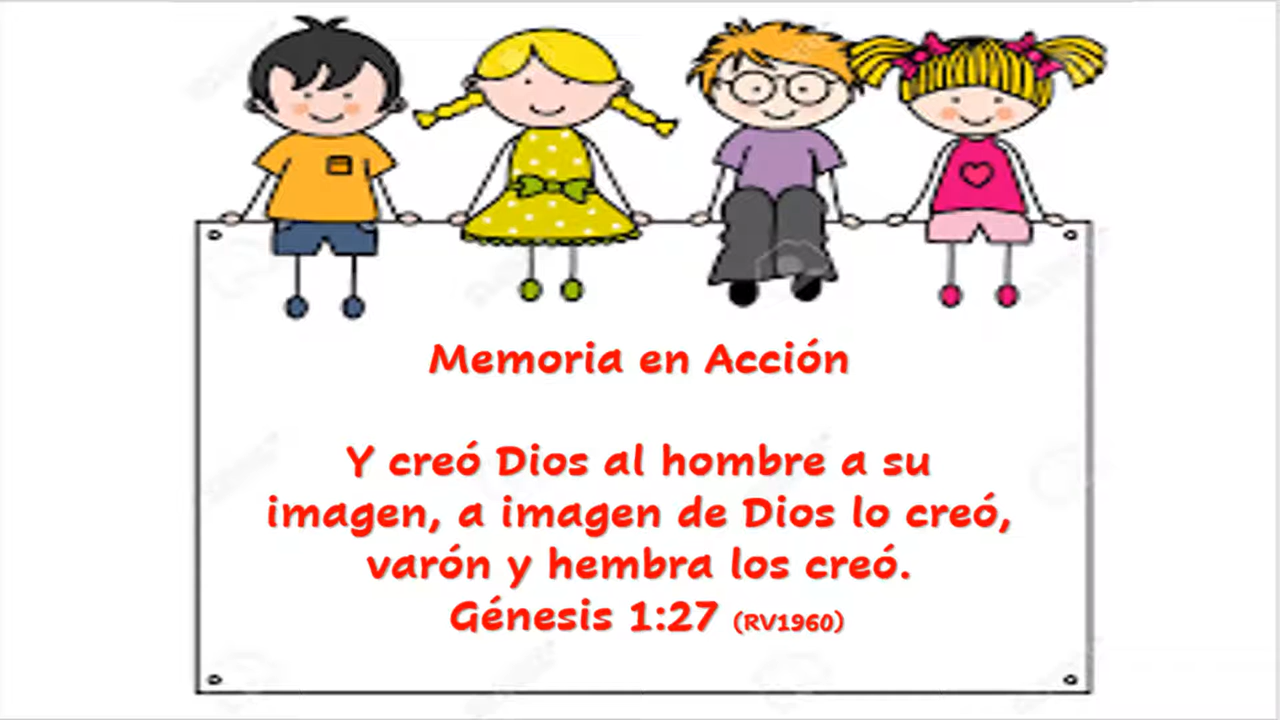 Memoria en Acción
Y creó Dios al hombre a su
imagen, a imagen de Dios lo creó,
varón y hembra los creó.
Génesis 1:27 (RV1960)